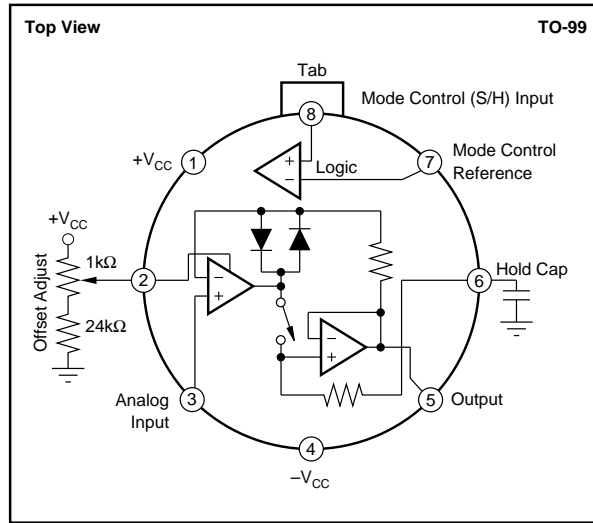 Top View
TO-99
Tab
8
Mode Control (S/H) Input
+VCC
1
+
–
Logic
7
Mode Control
Reference
+VCC
1kΩ
Offset Adjust
24kΩ
2
–
+
6
Hold Cap
–
+
Analog
Input
3
5
Output
4
–VCC